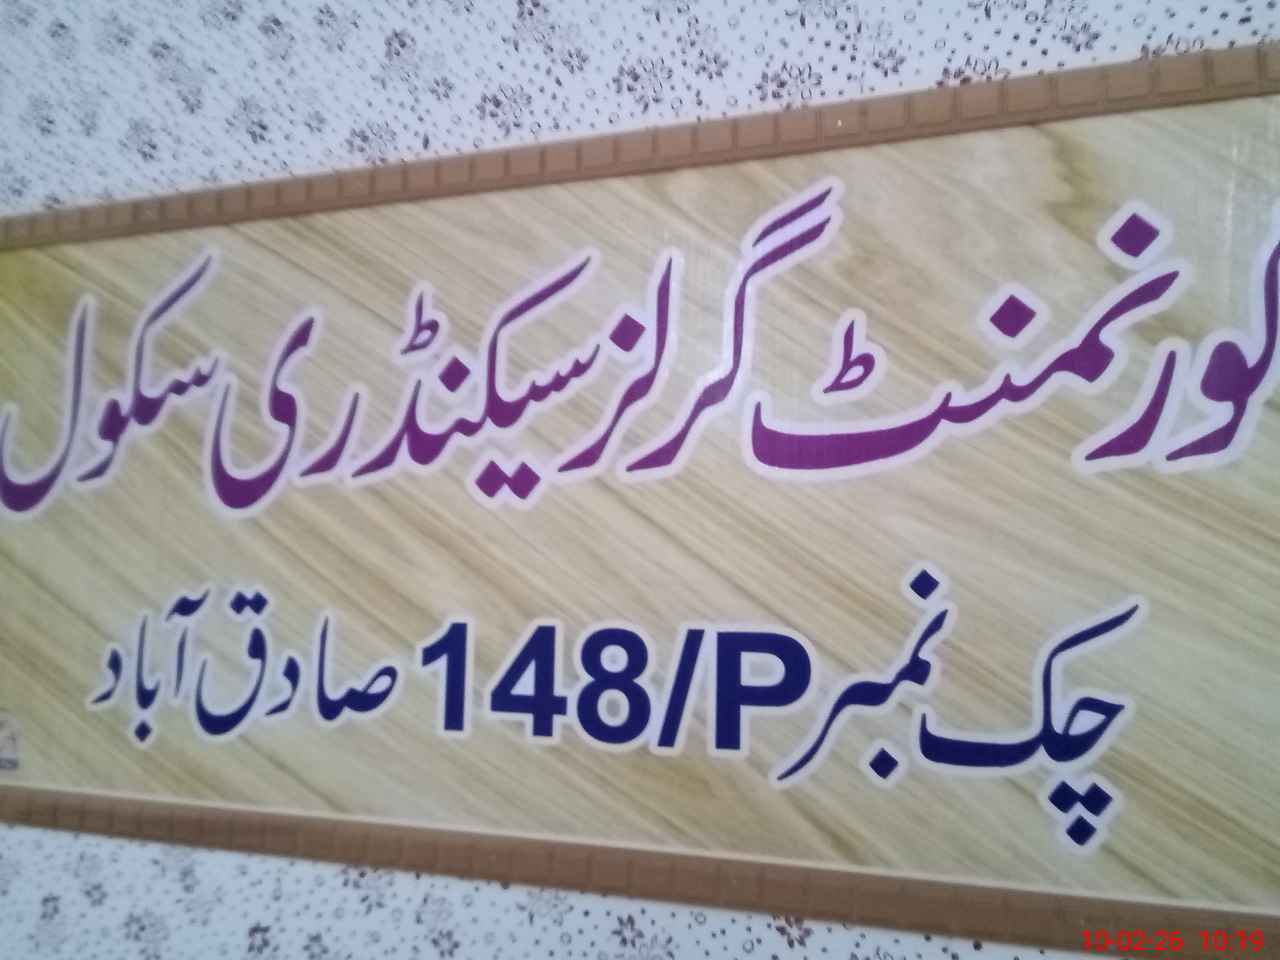 گورنمنٹ گرلز سیکنڈری سکول
چک نمبر 148/P صادق آباد
10-02-26 10:19